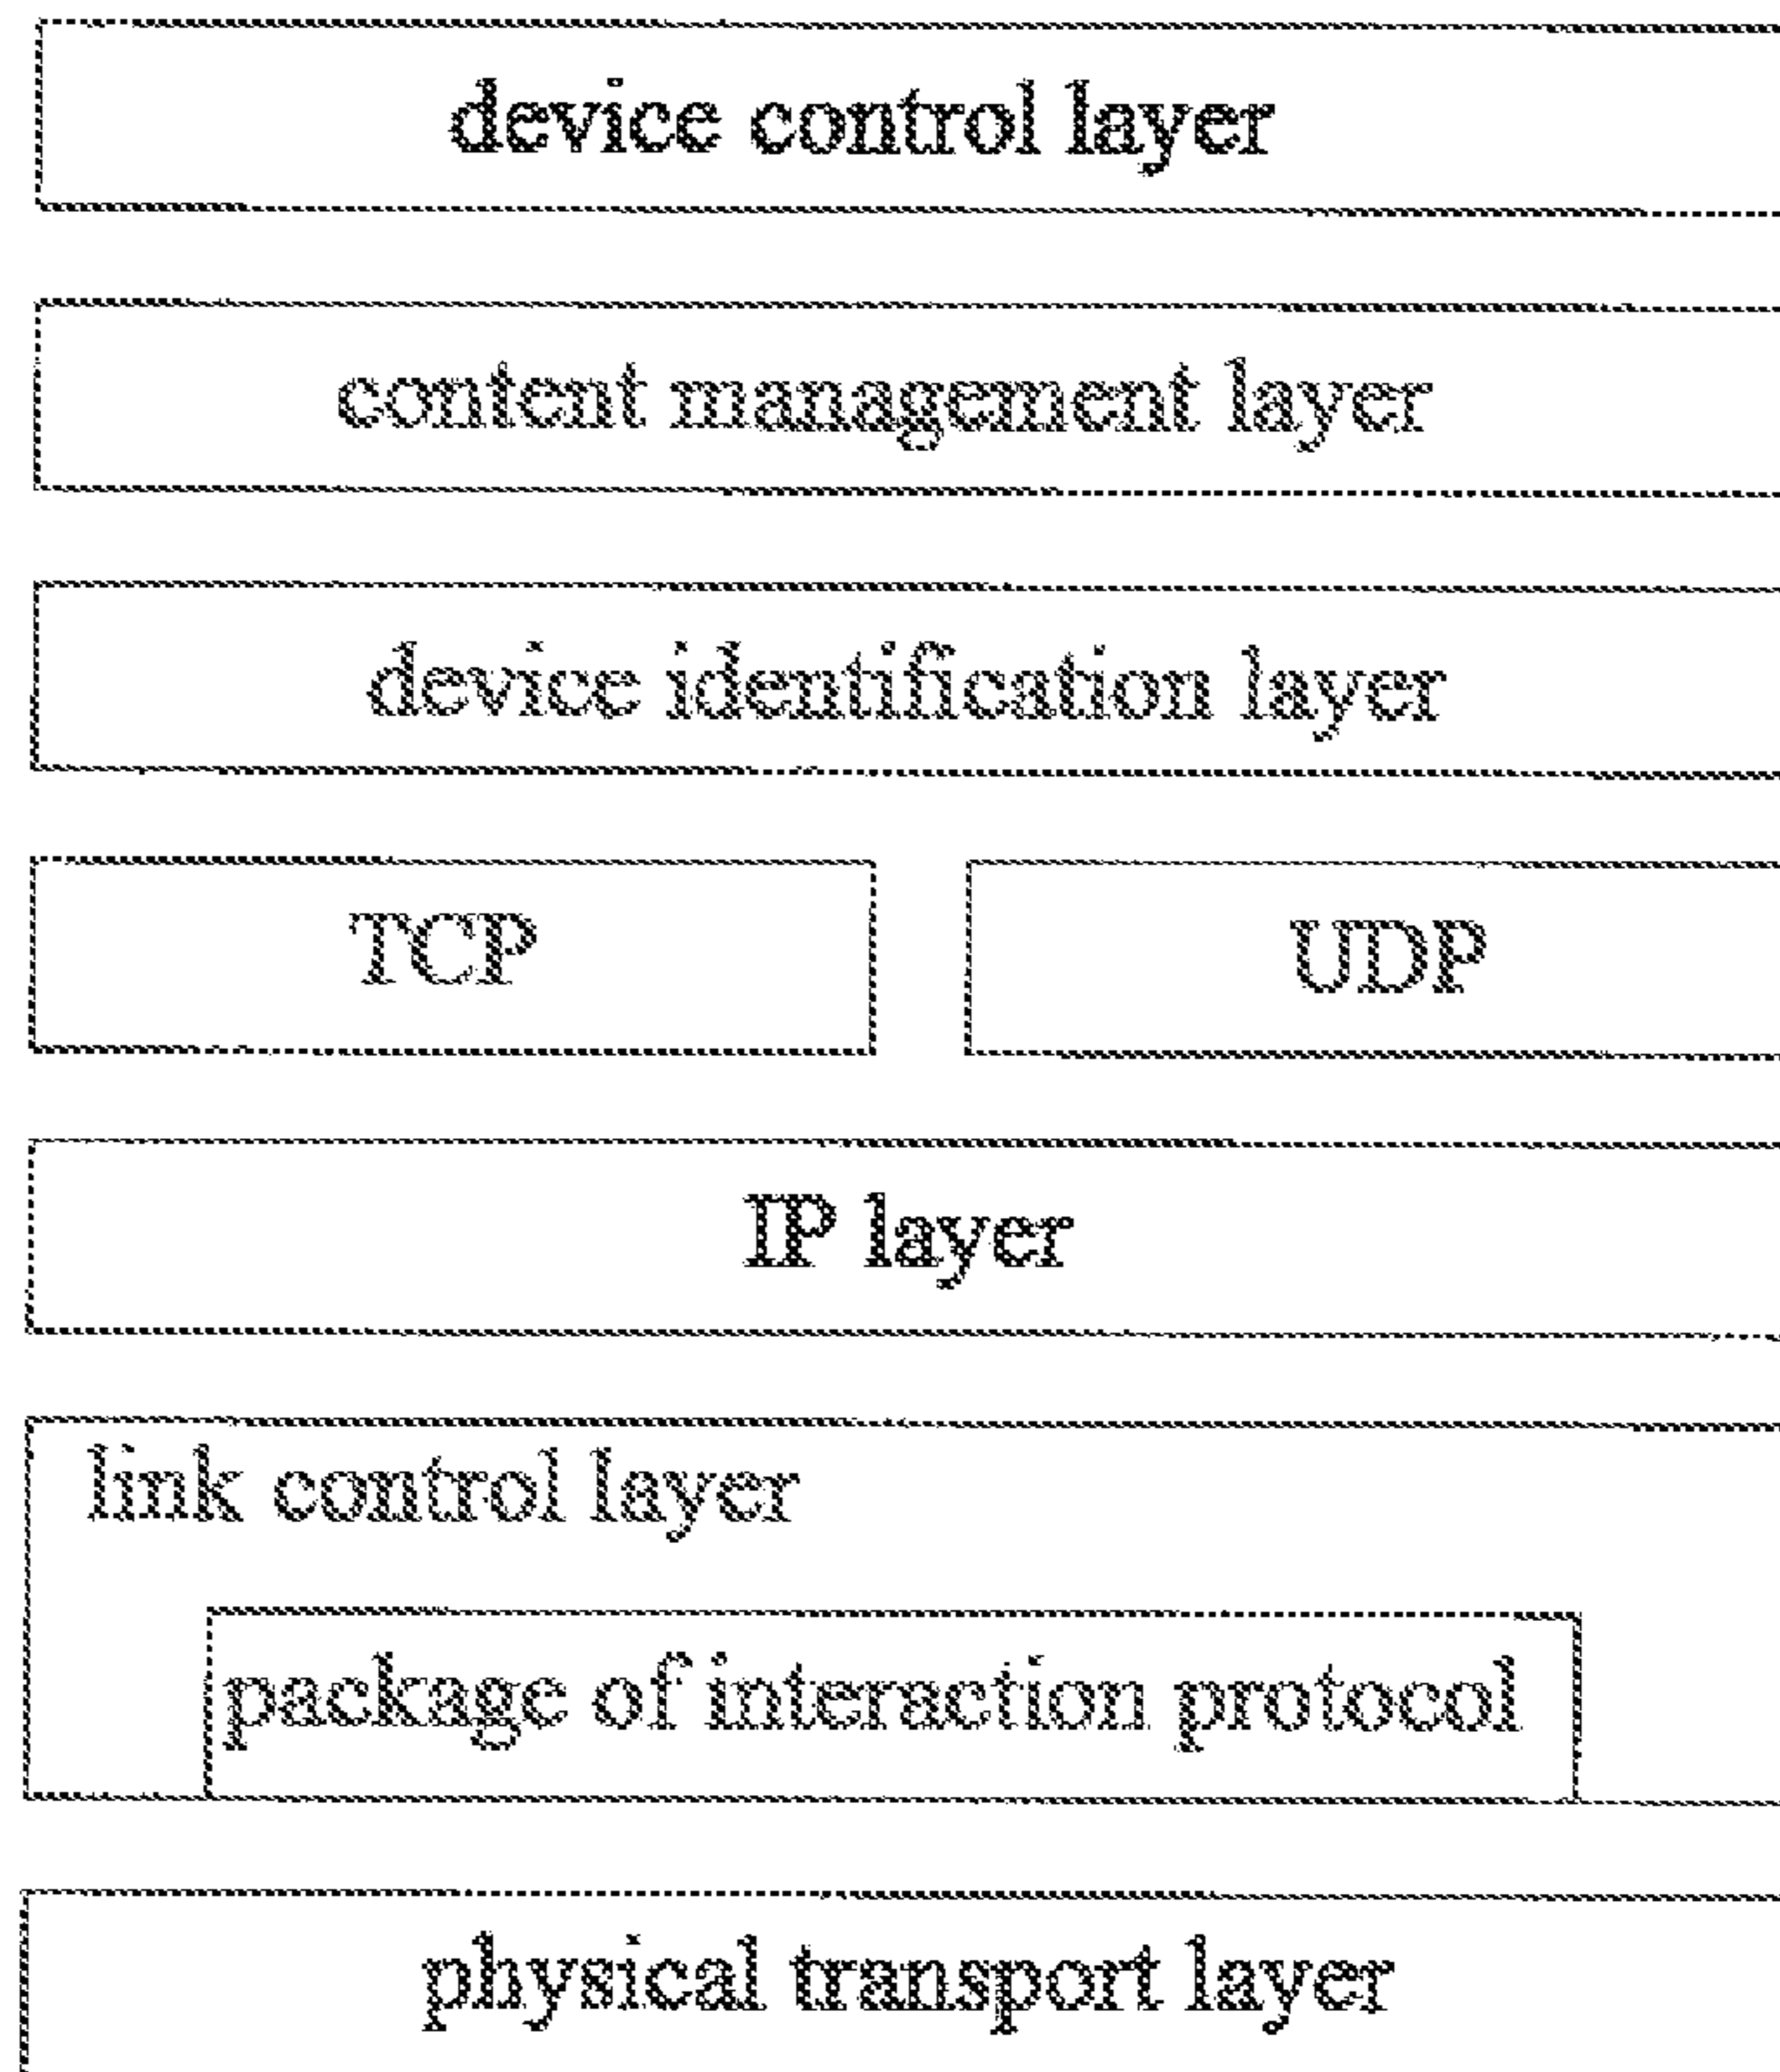 device control layer
content management layer
device identification layer
TCP
UDP
IP layer
link control layer
package of interaction protocol
physical transport layer